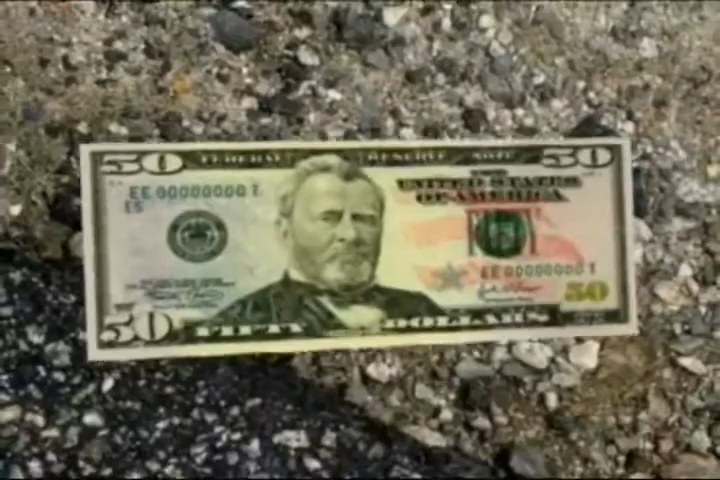 50 FEDERAL RESERVE NOTE 50
THE
UNITED STATES
OF AMERICA
EE 00000000 I
E5
EE 00000000 I
50
50 FIFTY DOLLARS